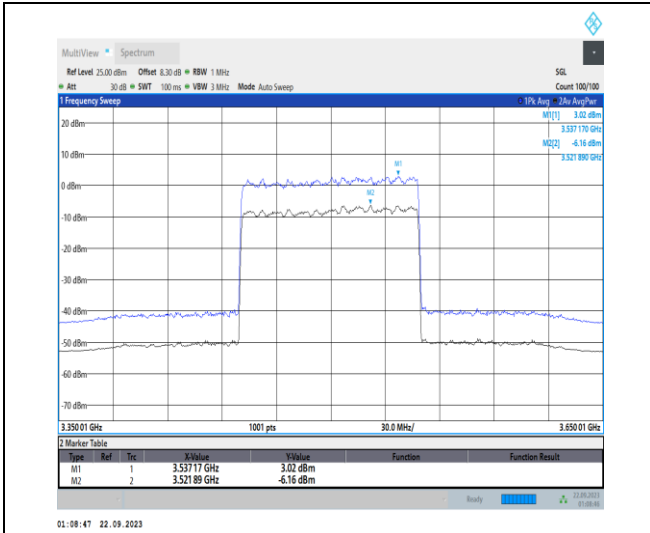 MultiView Spectrum
Ref Level 25.00 dBm Offset 8.30 dB RBW 1 MHz SGL
Att 30 dB SWT 100 ms VBW 3 MHz Mode Auto Sweep Count 100/100
1 Frequency Sweep 1Pk Avg 2Av AvgPwr
M1[1] 3.02 dBm
3.537 170 GHz
M2[2] -6.16 dBm
3.521 890 GHz
20 dBm
10 dBm
M1
0 dBm
M2
-10 dBm
-20 dBm
-30 dBm
-40 dBm
-50 dBm
-60 dBm
-70 dBm
3.350 01 GHz 1001 pts 30.0 MHz/ 3.650 01 GHz
2 Marker Table
Type Ref Trc X-Value Y-Value Function Function Result
M1 1 3.537 17 GHz 3.02 dBm
M2 2 3.521 89 GHz -6.16 dBm
Ready 22.09.2023
01:08:46
01:08:47 22.09.2023